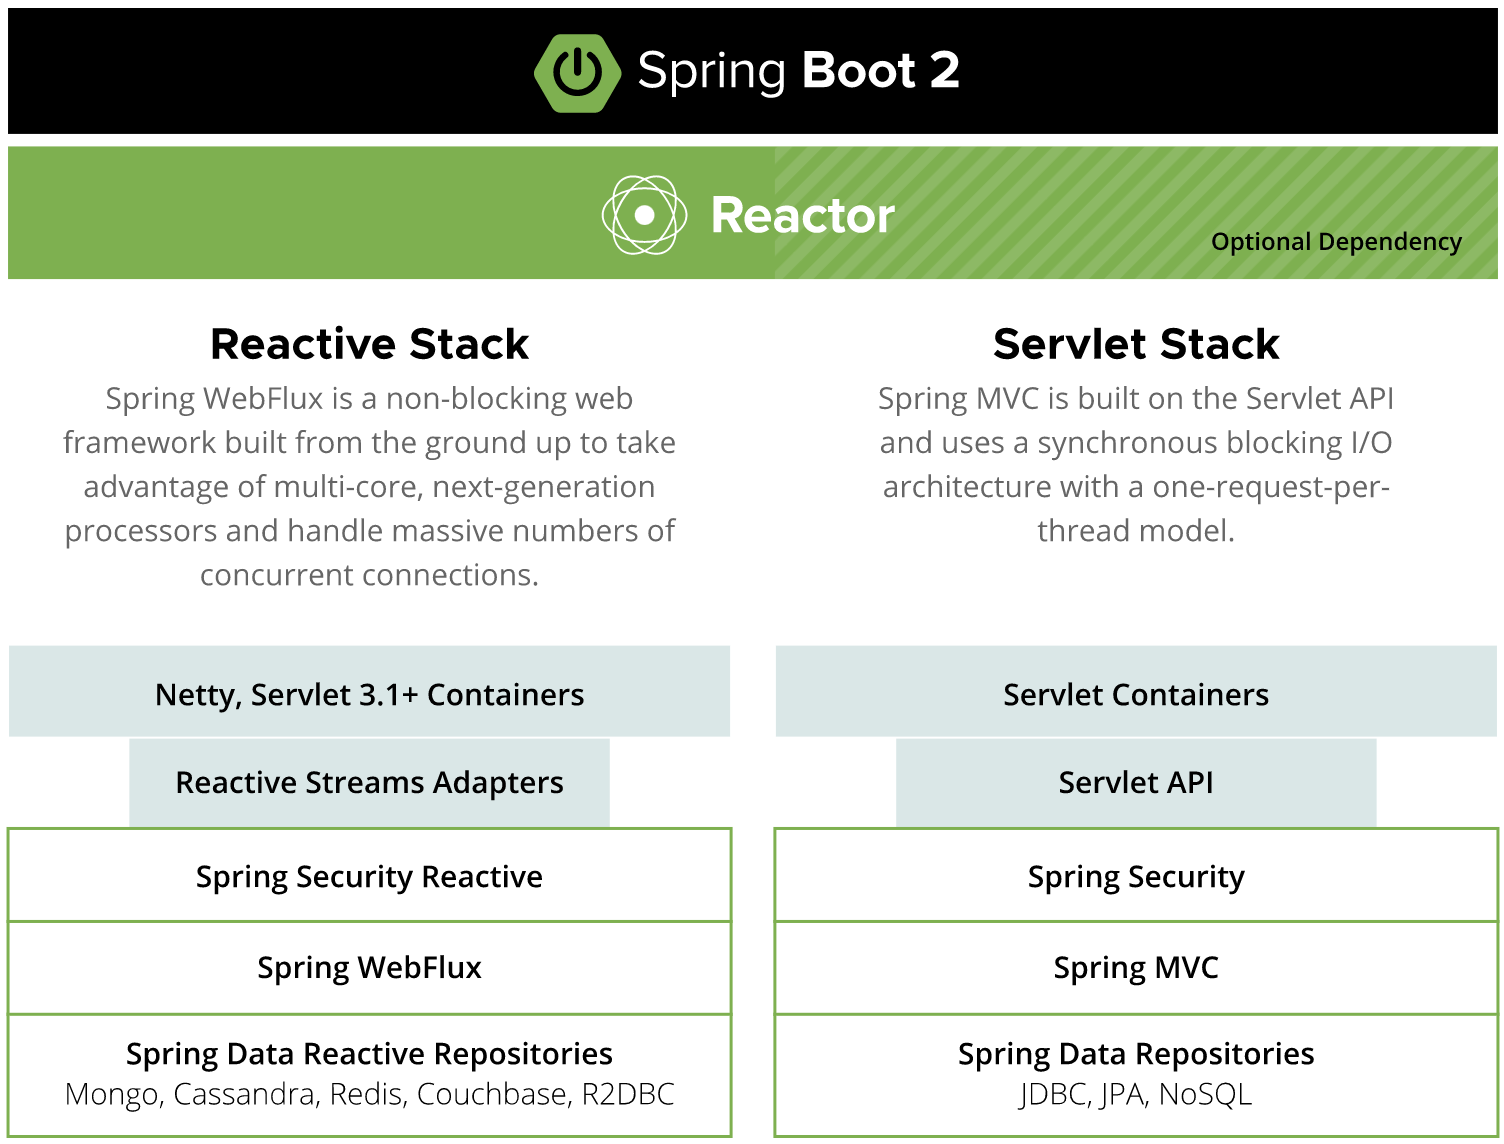 Spring Boot 2
Reactor
Optional Dependency
Reactive Stack
Spring WebFlux is a non-blocking web
framework built from the ground up to take
advantage of multi-core, next-generation
processors and handle massive numbers of
concurrent connections.
Servlet Stack
Spring MVC is built on the Servlet API
and uses a synchronous blocking I/O
architecture with a one-request-per-
thread model.
Netty, Servlet 3.1+ Containers
Reactive Streams Adapters
Spring Security Reactive
Spring WebFlux
Spring Data Reactive Repositories
Mongo, Cassandra, Redis, Couchbase, R2DBC
Servlet Containers
Servlet API
Spring Security
Spring MVC
Spring Data Repositories
JDBC, JPA, NoSQL